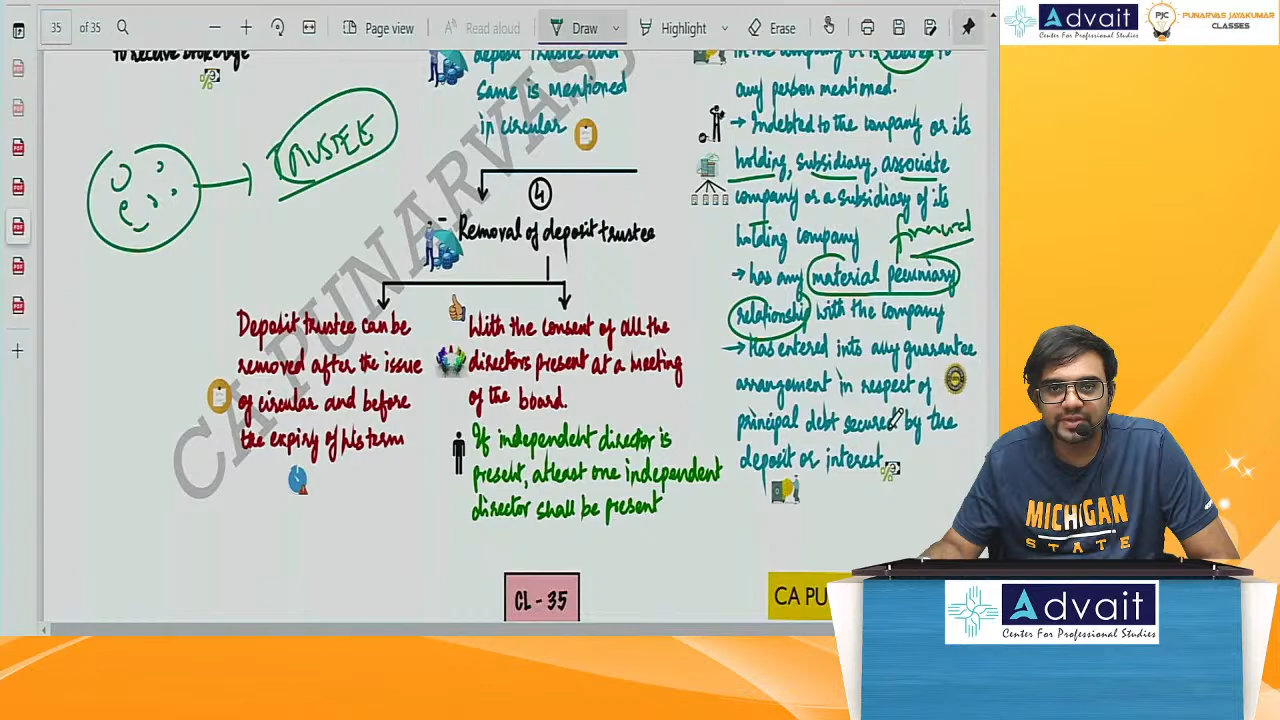 35 of 35
Page view
Read aloud
Draw
Highlight
Erase
Advait
Center For Professional Studies
PJC
PUNARVAS JAYAKUMAR
CLASSES
to receive brokerage
TRUSTEE
deposit trustee and
same is mentioned
in circular
4
Removal of deposit trustee
Deposit trustee can be
removed after the issue
of circular and before
the expiry of his term
With the consent of all the
directors present at a meeting
of the board.
If independent director is
present, atleast one independent
director shall be present
in the company or is related to
any person mentioned.
→ Indebted to the company or its
holding, subsidiary, associate
company or a subsidiary of its
holding company
financial
→ has any material pecuniary
relationship with the company
→ Has entered into any guarantee
arrangement in respect of
principal debt secured by the
deposit or interest
CA PUNARVAS J
CL - 35
CA PU
MICHIGAN
STATE
Advait
Center For Professional Studies